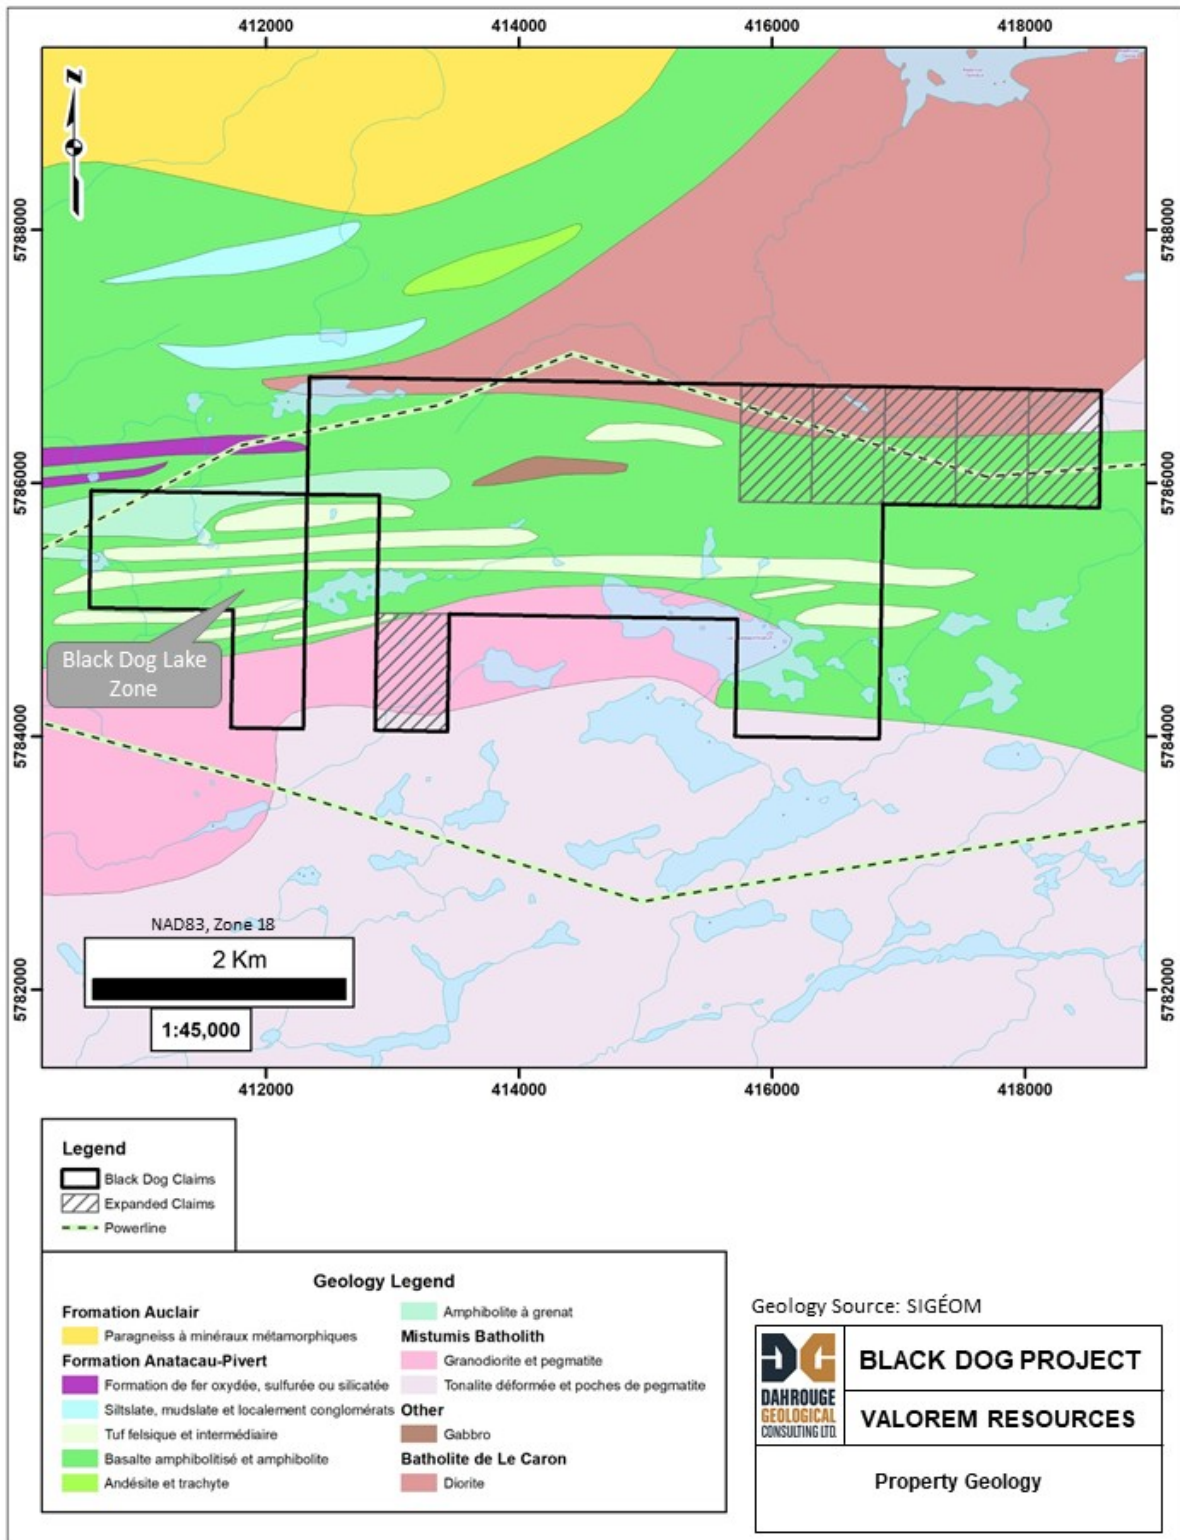 412000 414000 416000 418000
N
5788000 5788000
5786000 5786000
Black Dog Lake
Zone
5784000 5784000
NAD83, Zone 18
2 Km
5782000 5782000
1:45,000
412000 414000 416000 418000
Legend
Black Dog Claims
Expanded Claims
Powerline
Geology Legend
Fromation Auclair
Paragneiss à minéraux métamorphiques
Formation Anatacau-Pivert
Formation de fer oxydée, sulfurée ou silicatée
Siltslate, mudslate et localement conglomérats
Tuf felsique et intermédiaire
Basalte amphibolitisé et amphibolite
Andésite et trachyte
Amphibolite à grenat
Mistumis Batholith
Granodiorite et pegmatite
Tonalite déformée et poches de pegmatite
Other
Gabbro
Batholite de Le Caron
Diorite
Geology Source: SIGÉOM
DAHROUGE
GEOLOGICAL
CONSULTING LTD.
BLACK DOG PROJECT
VALOREM RESOURCES
Property Geology